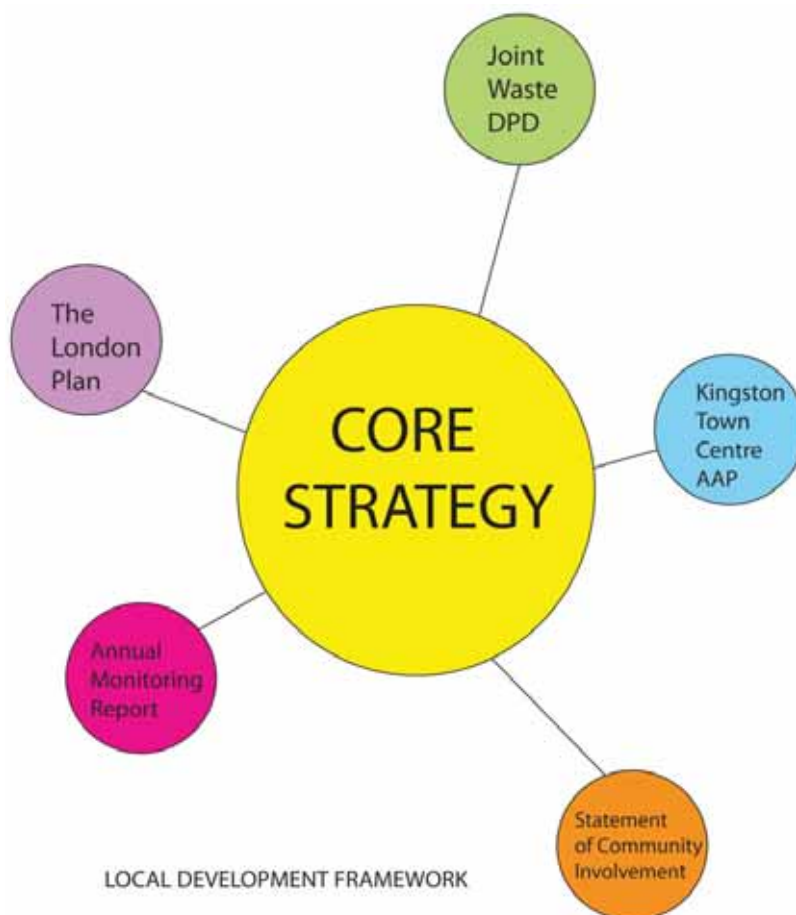 Joint
Waste
DPD
The
London
Plan
CORE
STRATEGY
Kingston
Town
Centre
AAP
Annual
Monitoring
Report
Statement
of Community
Involvement
LOCAL DEVELOPMENT FRAMEWORK